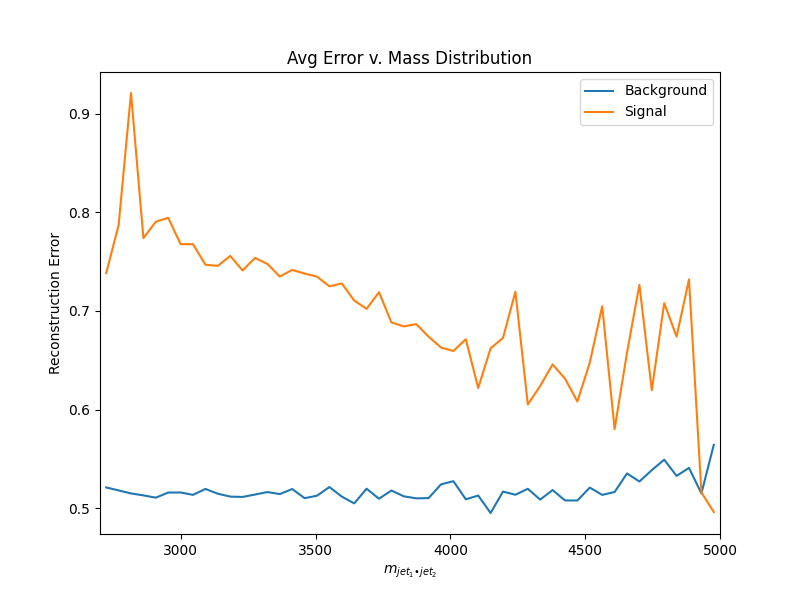 Avg Error v. Mass Distribution
Background
Signal
Reconstruction Error
0.9
0.8
0.7
0.6
0.5
3000 3500 4000 4500 5000
m_{jet_1•jet_2}